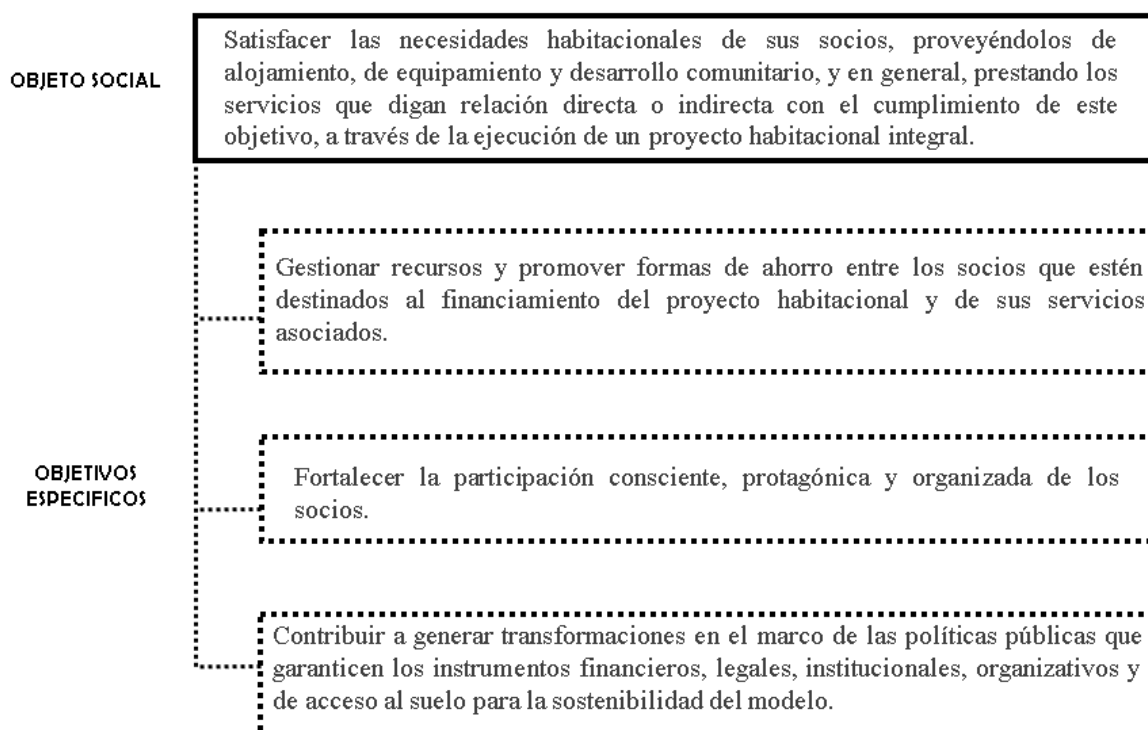 OBJETO SOCIAL
Satisfacer las necesidades habitacionales de sus socios, proveyéndolos de
alojamiento, de equipamiento y desarrollo comunitario, y en general, prestando los
servicios que digan relación directa o indirecta con el cumplimiento de este
objetivo, a través de la ejecución de un proyecto habitacional integral.
Gestionar recursos y promover formas de ahorro entre los socios que estén
destinados al financiamiento del proyecto habitacional y de sus servicios
asociados.
OBJETIVOS
ESPECIFICOS
Fortalecer la participación consciente, protagónica y organizada de los
socios.
Contribuir a generar transformaciones en el marco de las políticas públicas que
garanticen los instrumentos financieros, legales, institucionales, organizativos y
de acceso al suelo para la sostenibilidad del modelo.